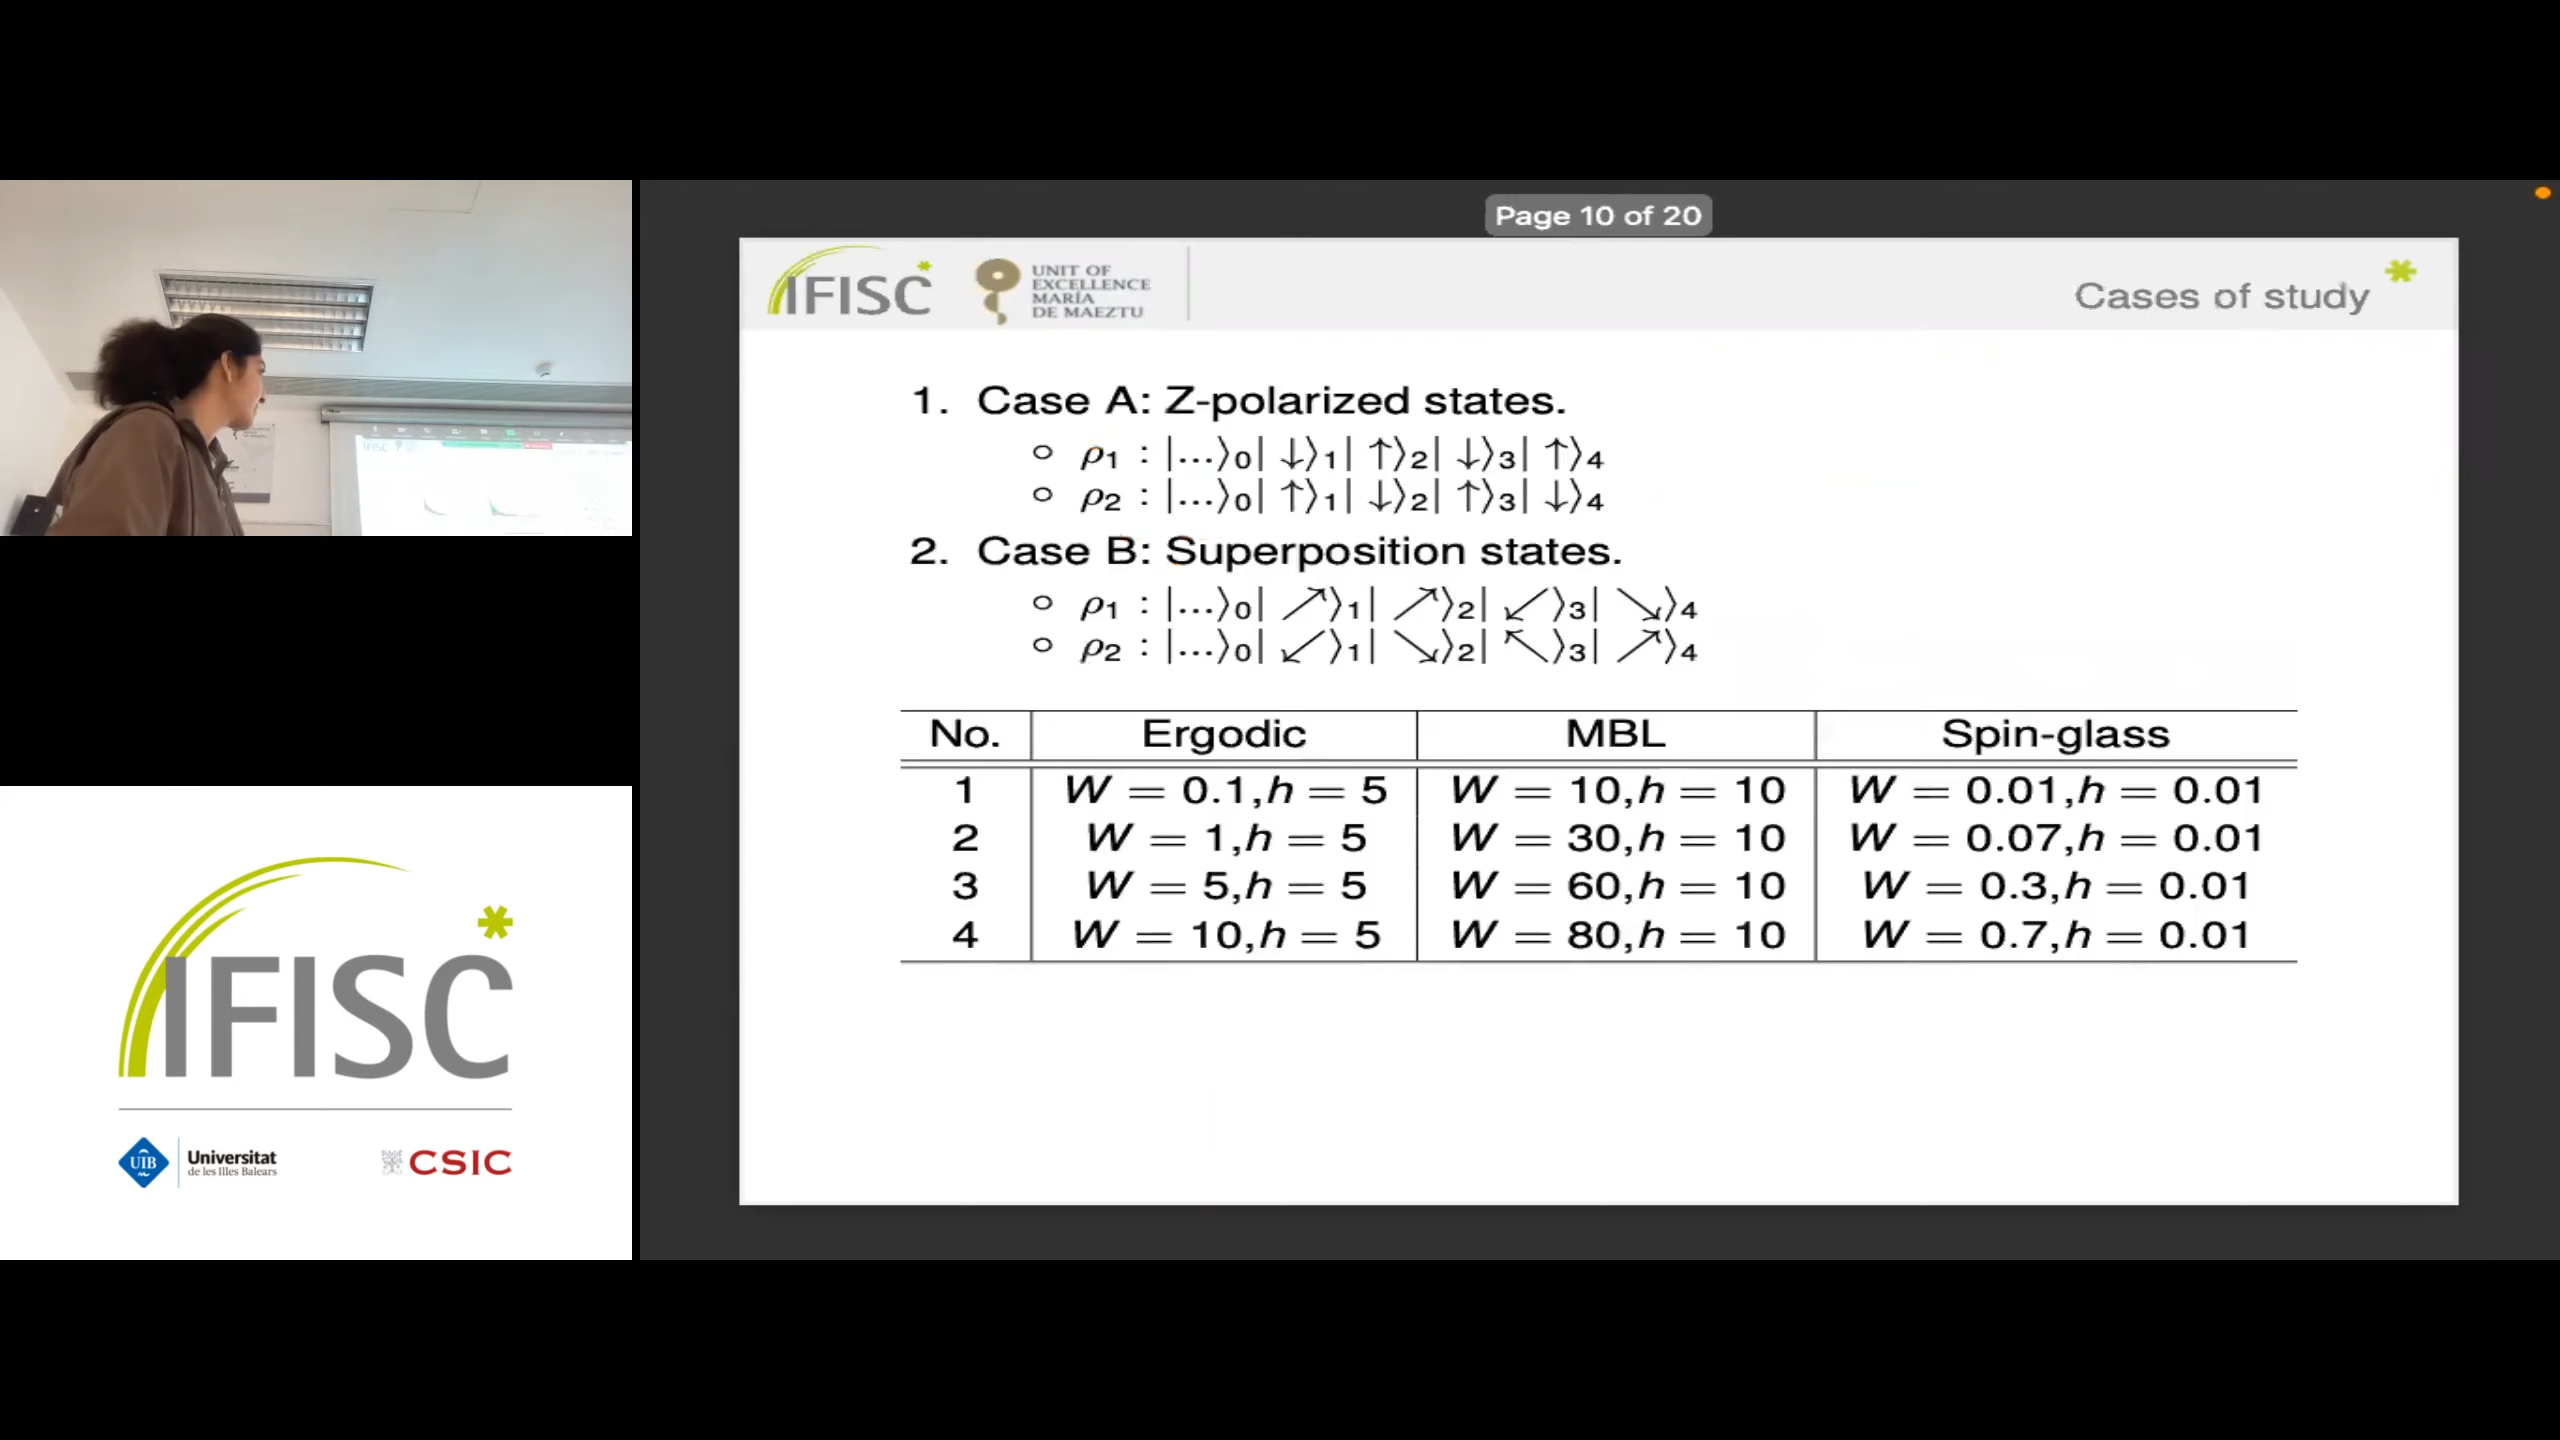 Page 10 of 20
IFISC
UNIT OF
EXCELLENCE
MARÍA
DE MAEZTU
Cases of study
1. Case A: Z-polarized states.
○ ρ₁ : |...⟩₀| ↓⟩₁| ↑⟩₂| ↓⟩₃| ↑⟩₄
○ ρ₂ : |...⟩₀| ↑⟩₁| ↓⟩₂| ↑⟩₃| ↓⟩₄
2. Case B: Superposition states.
○ ρ₁ : |...⟩₀| ↗⟩₁| ↗⟩₂| ↙⟩₃| ↘⟩₄
○ ρ₂ : |...⟩₀| ↙⟩₁| ↘⟩₂| ↖⟩₃| ↗⟩₄
No. Ergodic MBL Spin-glass
1 W = 0.1,h = 5 W = 10,h = 10 W = 0.01,h = 0.01
2 W = 1,h = 5 W = 30,h = 10 W = 0.07,h = 0.01
3 W = 5,h = 5 W = 60,h = 10 W = 0.3,h = 0.01
4 W = 10,h = 5 W = 80,h = 10 W = 0.7,h = 0.01
IFISC
IFISC
UIB
Universitat
de les Illes Balears
CSIC